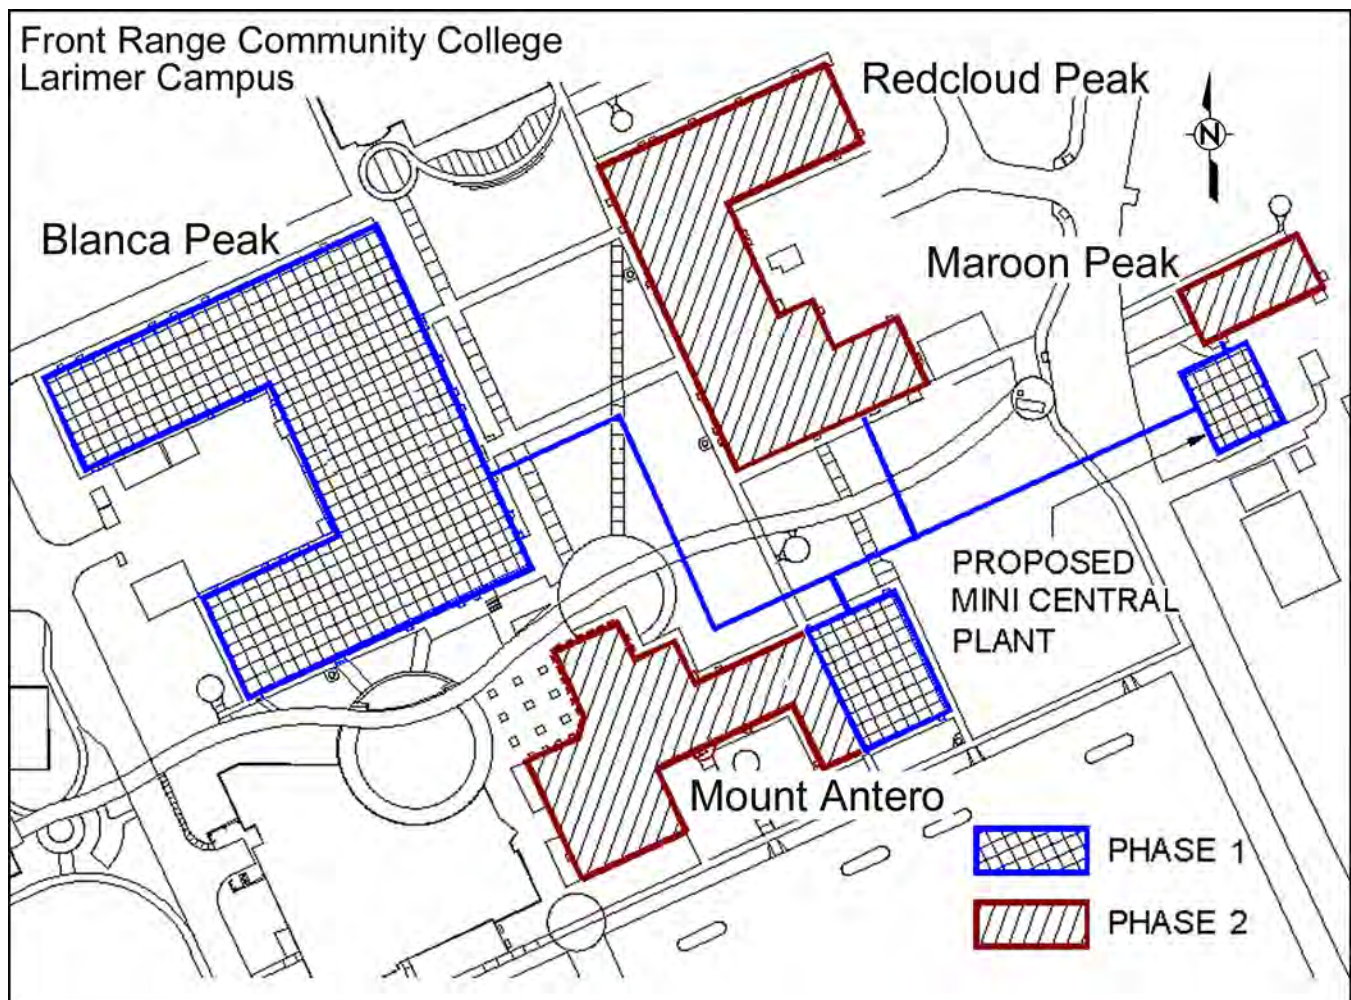 Front Range Community College
Larimer Campus
Redcloud Peak
N
Blanca Peak
Maroon Peak
PROPOSED
MINI CENTRAL
PLANT
Mount Antero
PHASE 1
PHASE 2